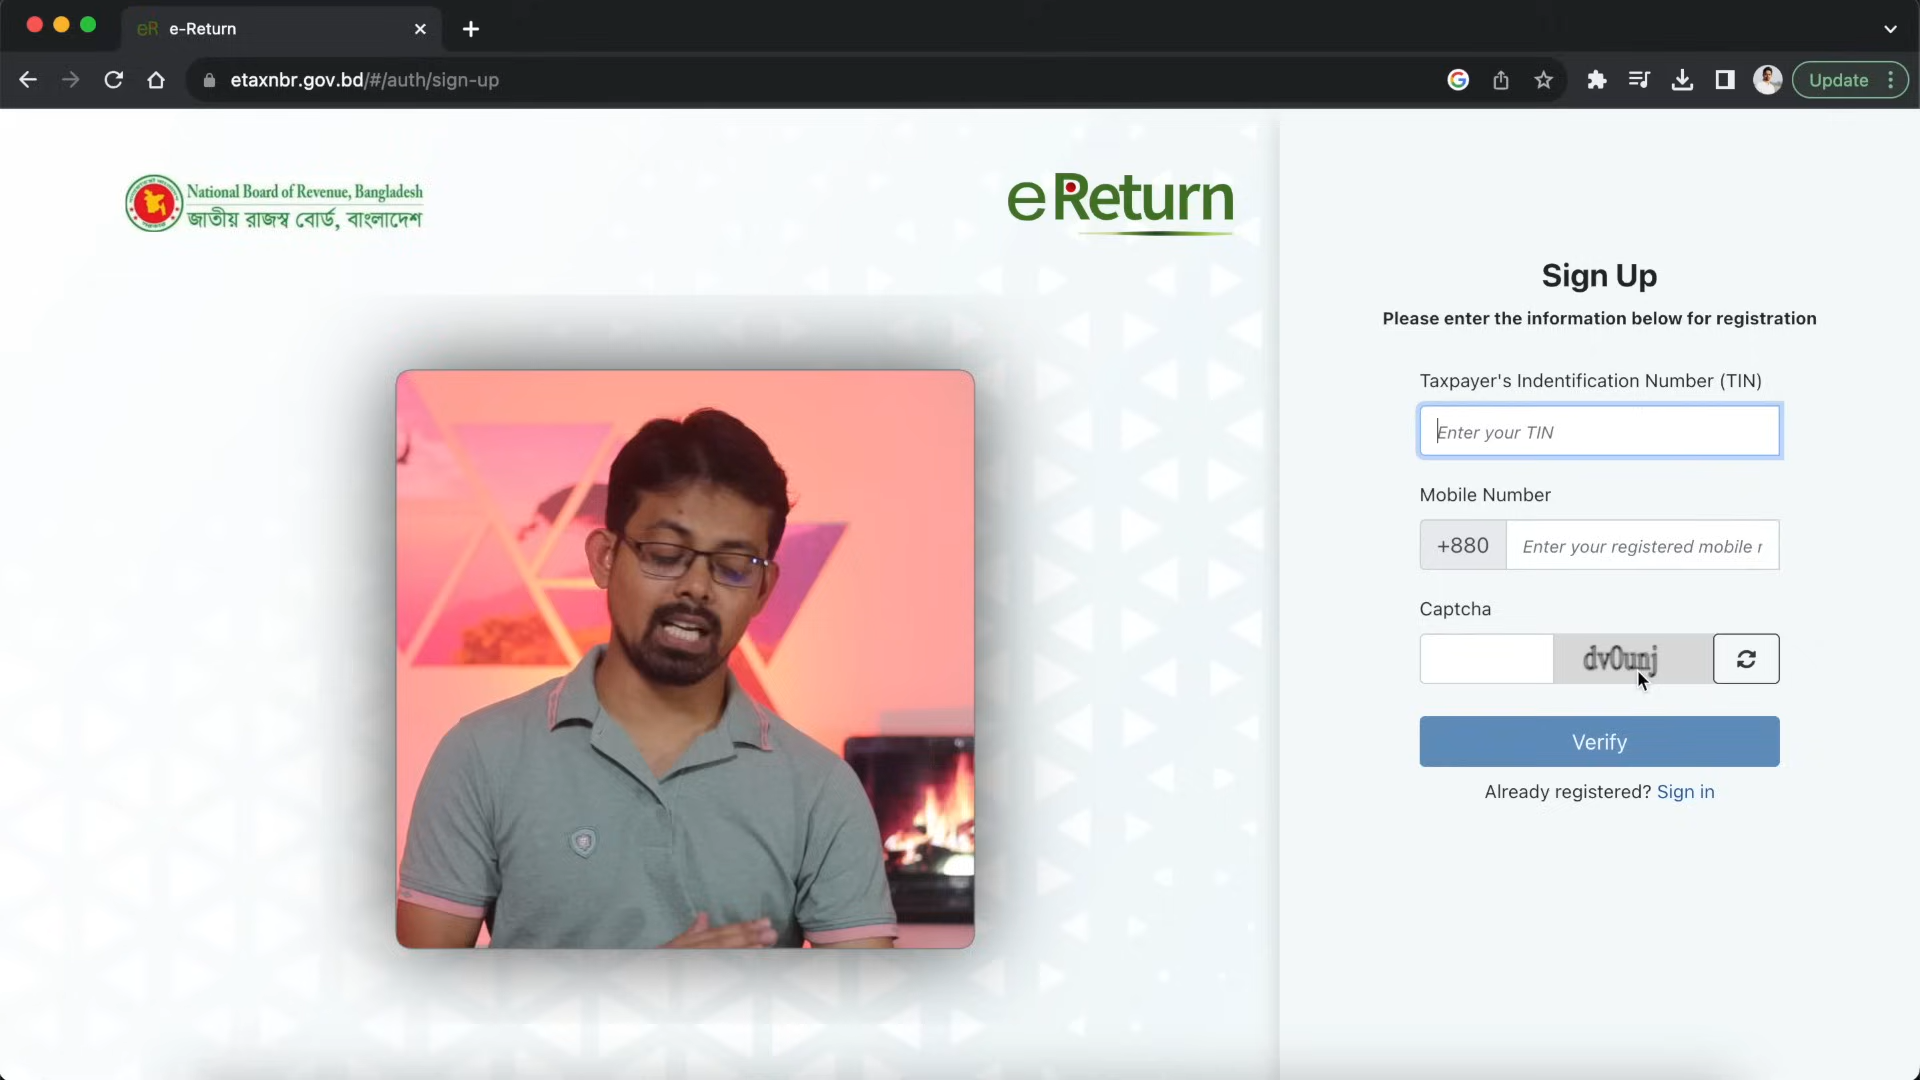 eR e-Return
etaxnbr.gov.bd/#/auth/sign-up
Update
National Board of Revenue, Bangladesh
জাতীয় রাজস্ব বোর্ড, বাংলাদেশ
eReturn
Sign Up
Please enter the information below for registration
Taxpayer's Indentification Number (TIN)
Enter your TIN
Mobile Number
+880 Enter your registered mobile r
Captcha
dv0unj
Verify
Already registered? Sign in